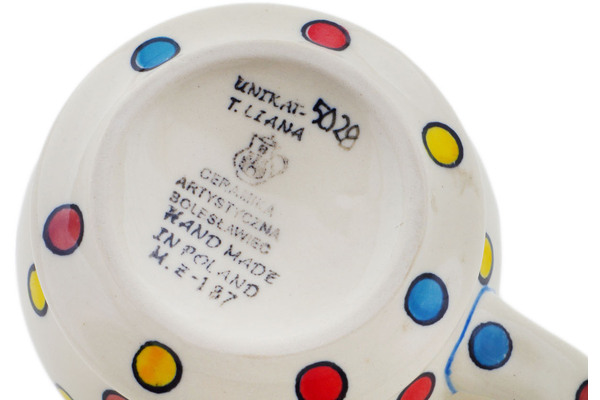 UNIKAT- 5029
T. LIANA
CERAMIKA
ARTYSTYCZNA
BOLESŁAWIEC
HAND MADE
IN POLAND
M. E-187